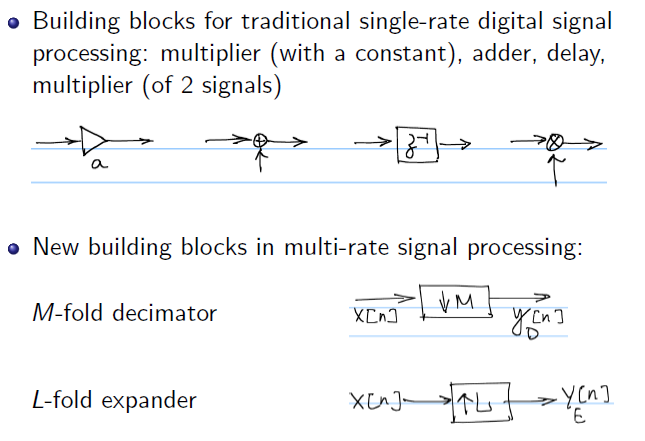 Building blocks for traditional single-rate digital signal
processing: multiplier (with a constant), adder, delay,
multiplier (of 2 signals)
a
z⁻¹
New building blocks in multi-rate signal processing:
M-fold decimator
x[n] ↓M y_D[n]
L-fold expander
x[n] ↑L y_E[n]